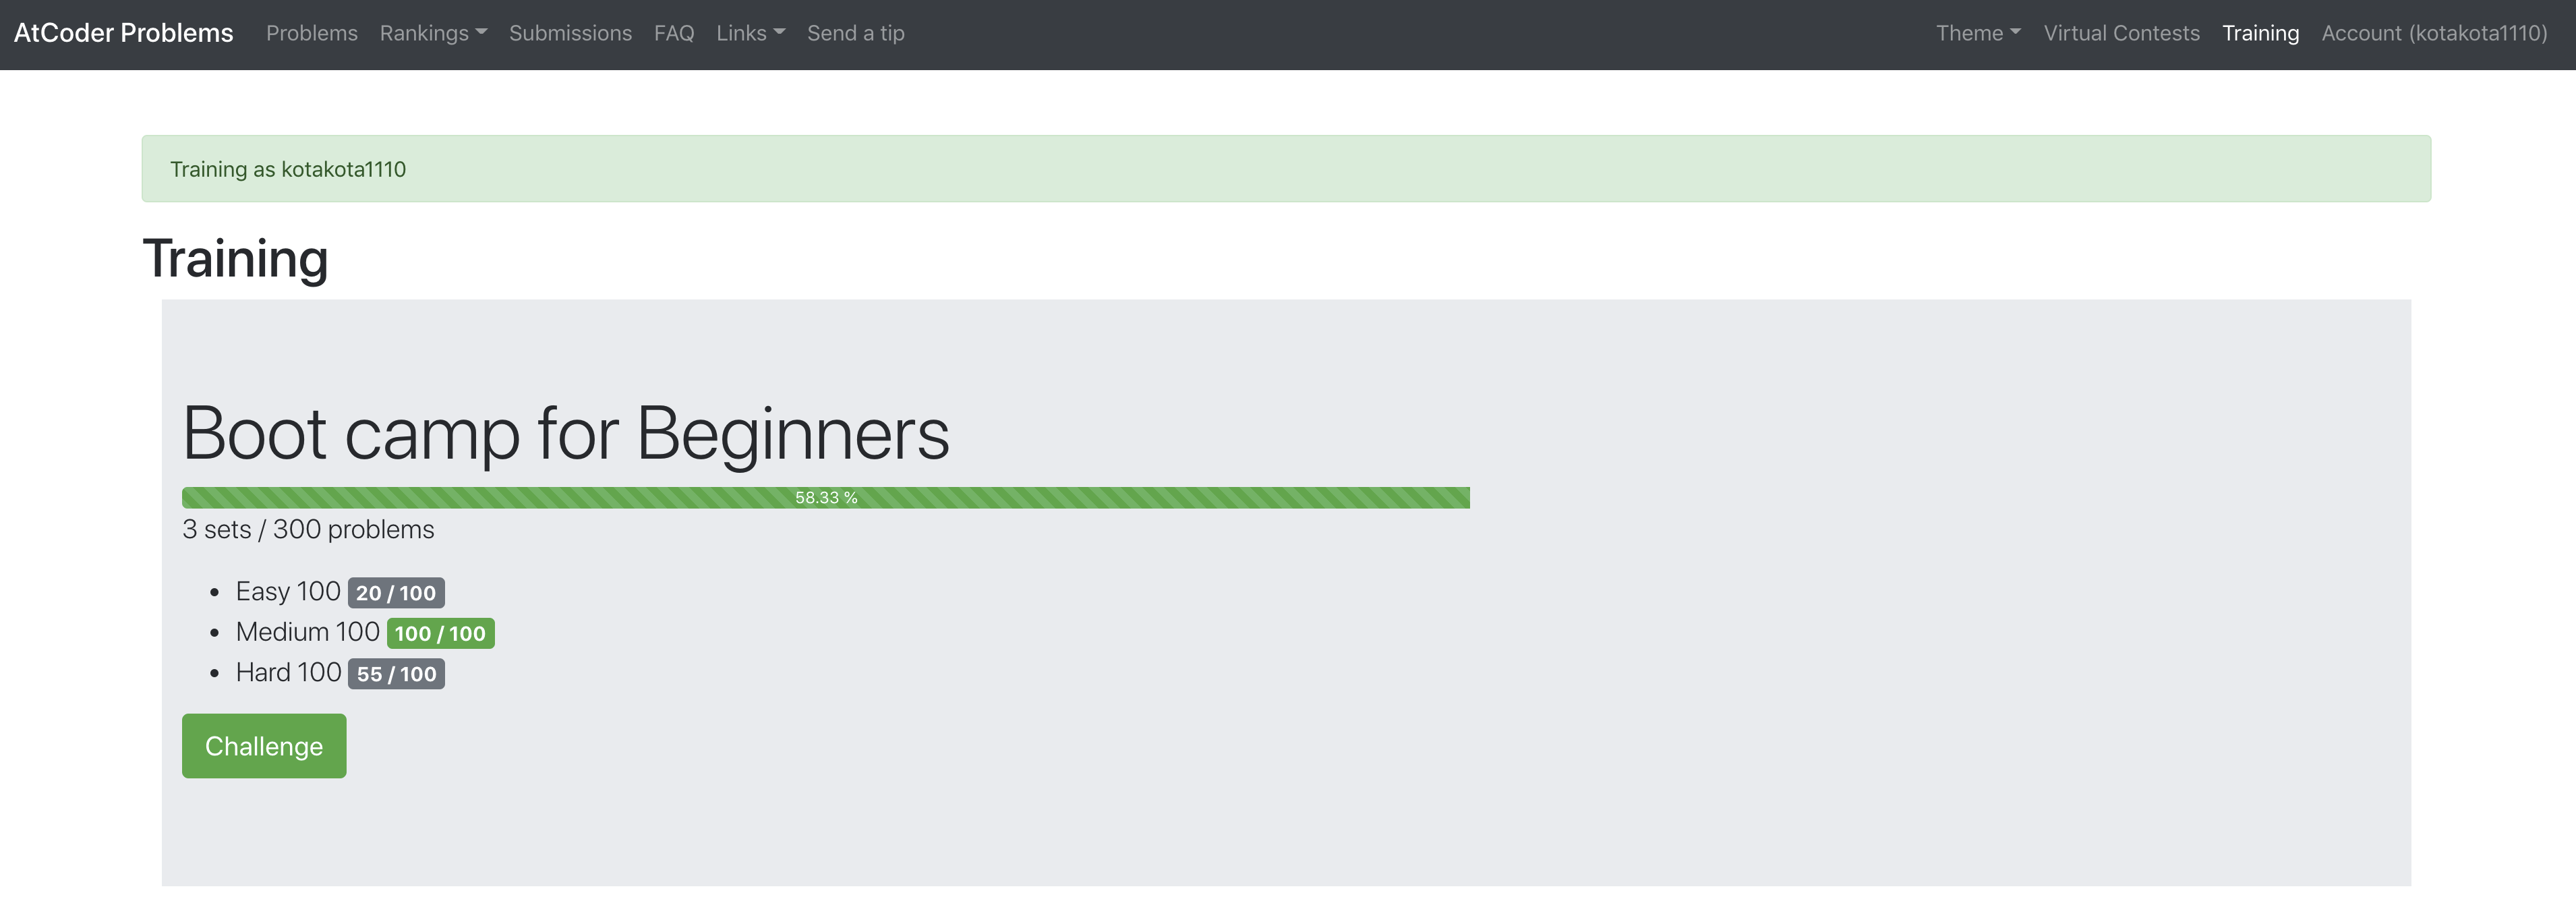 AtCoder Problems Problems Rankings Submissions FAQ Links Send a tip Theme Virtual Contests Training Account (kotakota1110)
Training as kotakota1110
Training
Boot camp for Beginners
58.33 %
3 sets / 300 problems
Easy 100 20 / 100
Medium 100 100 / 100
Hard 100 55 / 100
Challenge